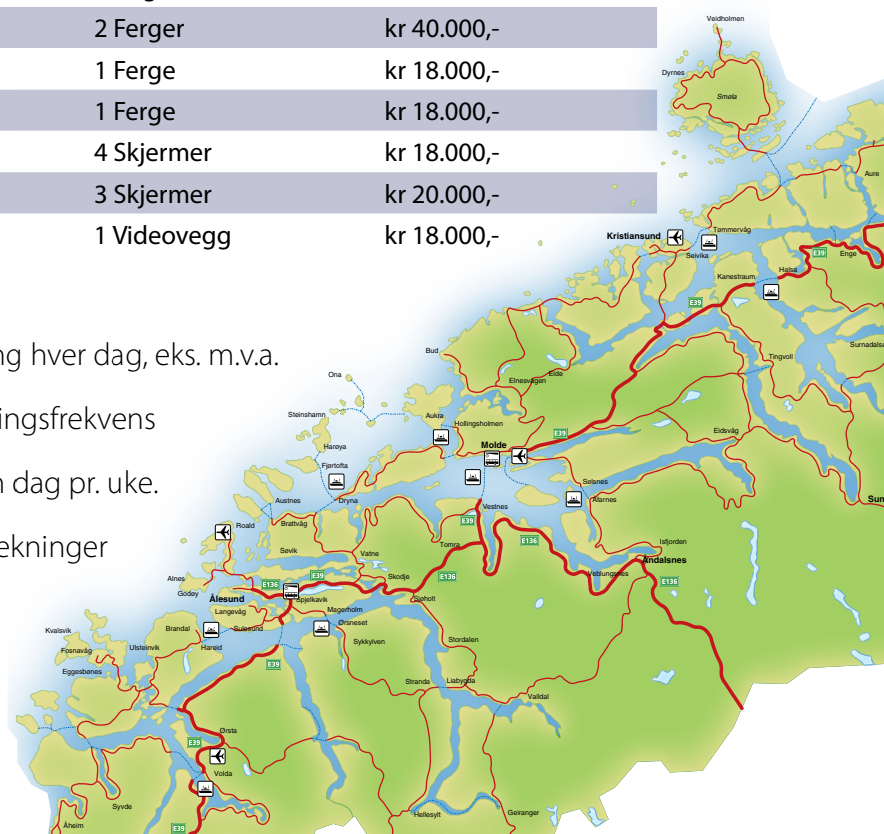 2 Ferger kr 40.000,-
1 Ferge kr 18.000,-
1 Ferge kr 18.000,-
4 Skjermer kr 18.000,-
3 Skjermer kr 20.000,-
1 Videovegg kr 18.000,-
ng hver dag, eks. m.v.a.
ingsfrekvens
n dag pr. uke.
ekninger
Veidholmen
Dyrnes
Smøla
Aure
Kristiansund
Tømmervåg
Seivika
E39
Enge
Kanestraum
Halsa
E39
Surnadalsø
Tingvoll
Bud
Eide
Elnesvågen
Ona
Steinshamn
Aukra
Hollingsholmen
E39
Eidsvåg
Harøya
Molde
Fjørtofta
Sølsnes
Dryna
Åfarnes
Sun
Austnes
Vestnes
Roald
Brattvåg
E39
Isfjorden
Søvik
Vatne
Tomra
E136
Åndalsnes
Veblungsnes
Alnes
E136
E39
Skodje
E136
E136
Godøy
Ålesund
Spjelkavik
Sjøholt
Langevåg
Magerholm
Kvalsvik
Brandal
Sulesund
Ørsneset
Fosnavåg
Ulsteinvik
Hareid
Sykkylven
Stordalen
Eggesbønes
E39
Stranda
Liabygda
Valldal
Ørsta
E39
Volda
Syvde
Hellesylt
Geiranger
Åheim
E39